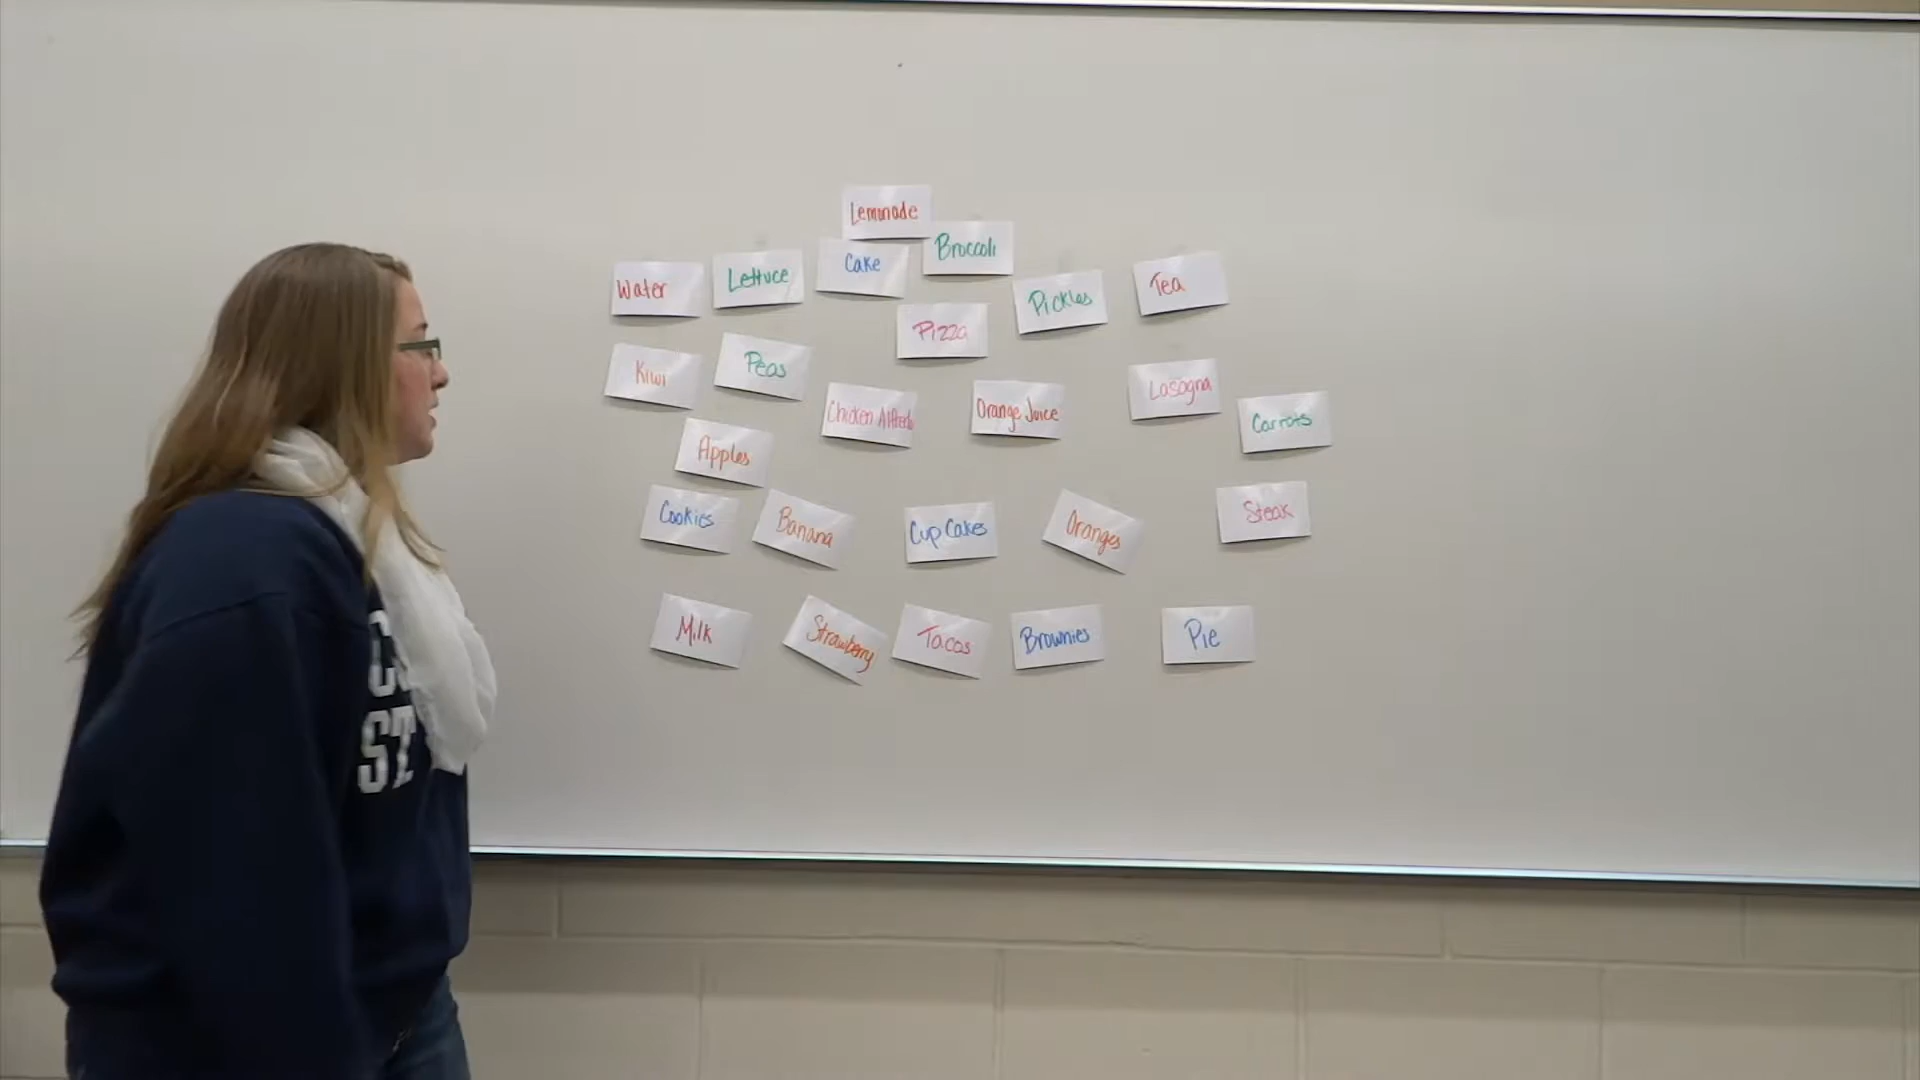 Lemonade
Broccoli
Cake
Lettuce
Water
Pickles
Tea
Pizza
Kiwi
Peas
Chicken Alfredo
Orange Juice
Lasagna
Carrots
Apples
Cookies
Banana
Cup Cakes
Oranges
Steak
Milk
Strawberry
Tacos
Brownies
Pie
ST